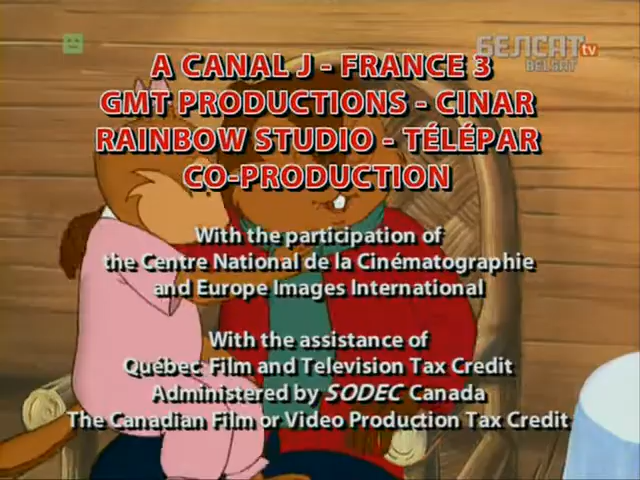 БЕЛСАТ tv
BELSAT
A CANAL J - FRANCE 3
GMT PRODUCTIONS - CINAR
RAINBOW STUDIO - TÉLÉPAR
CO-PRODUCTION
With the participation of
the Centre National de la Cinématographie
and Europe Images International
With the assistance of
Québec Film and Television Tax Credit
Administered by SODEC Canada
The Canadian Film or Video Production Tax Credit